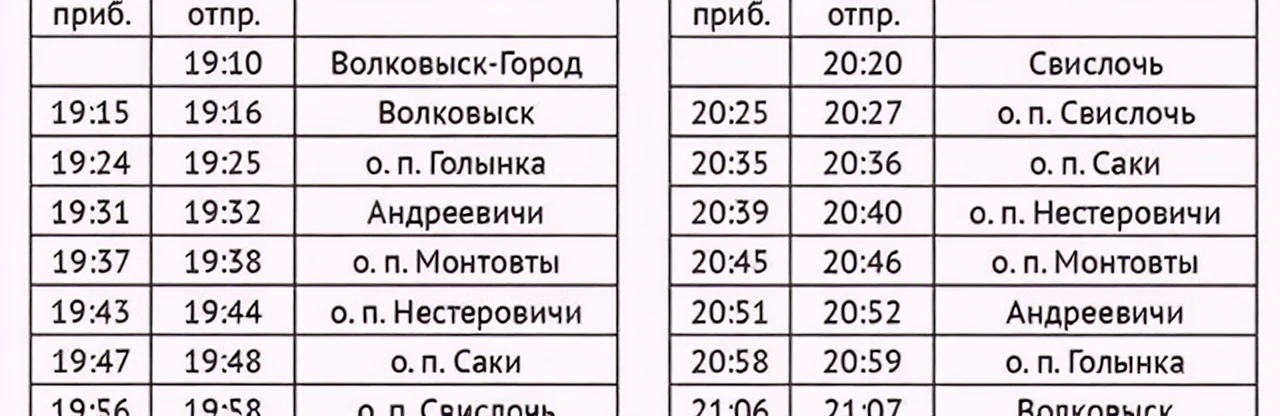 приб. отпр.
19:10 Волковыск-Город
19:15 19:16 Волковыск
19:24 19:25 о. п. Голынка
19:31 19:32 Андреевичи
19:37 19:38 о. п. Монтовты
19:43 19:44 о. п. Нестеровичи
19:47 19:48 о. п. Саки
19:56 19:58 о. п. Свислочь
приб. отпр.
20:20 Свислочь
20:25 20:27 о. п. Свислочь
20:35 20:36 о. п. Саки
20:39 20:40 о. п. Нестеровичи
20:45 20:46 о. п. Монтовты
20:51 20:52 Андреевичи
20:58 20:59 о. п. Голынка
21:06 21:07 Волковыск